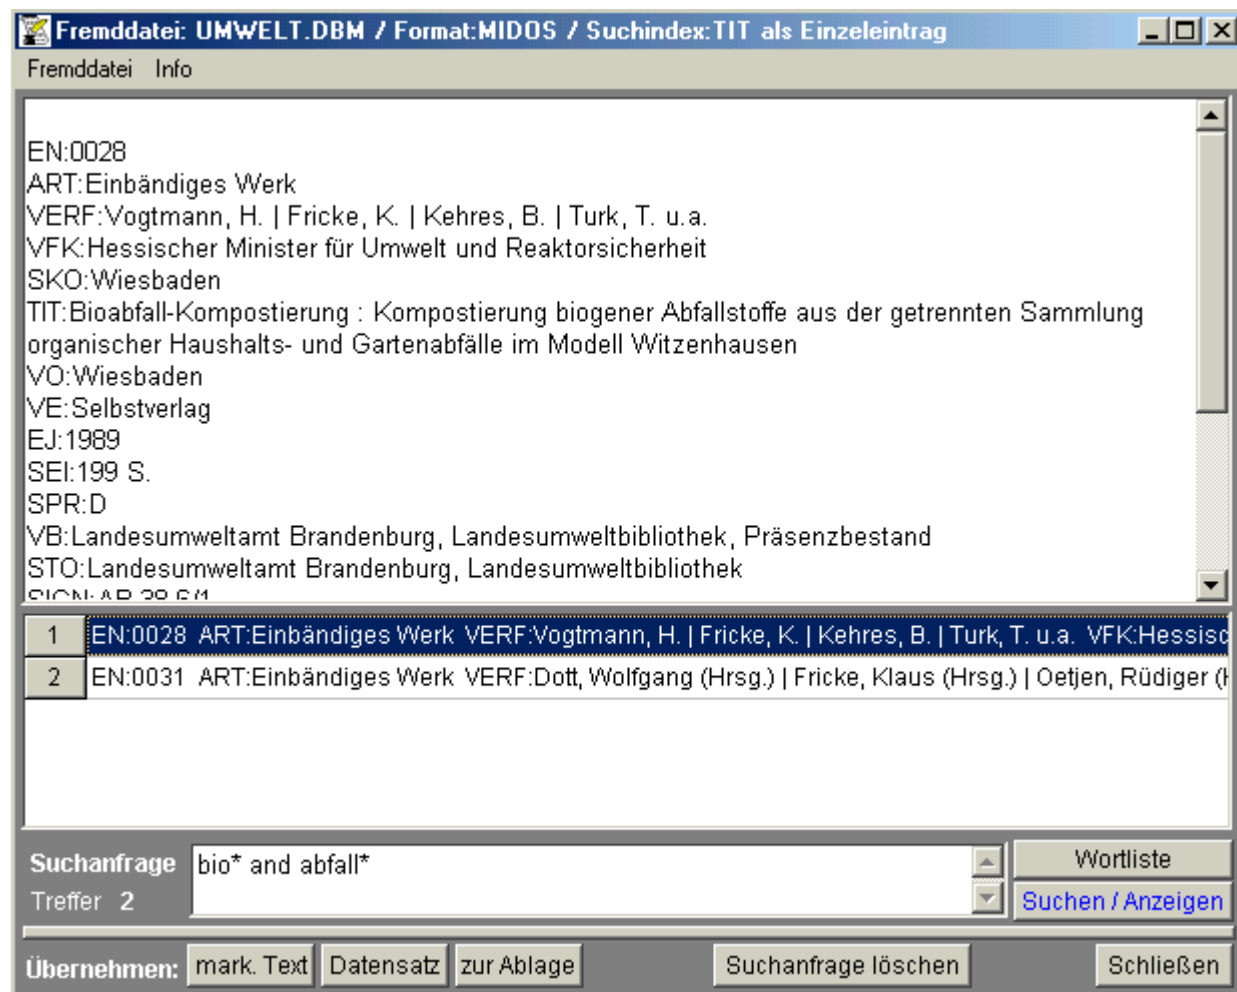 Fremddatei: UMWELT.DBM / Format:MIDOS / Suchindex:TIT als Einzeleintrag
Fremddatei Info
EN:0028
ART:Einbändiges Werk
VERF:Vogtmann, H. | Fricke, K. | Kehres, B. | Turk, T. u.a.
VFK:Hessischer Minister für Umwelt und Reaktorsicherheit
SKO:Wiesbaden
TIT:Bioabfall-Kompostierung : Kompostierung biogener Abfallstoffe aus der getrennten Sammlung
organischer Haushalts- und Gartenabfälle im Modell Witzenhausen
VO:Wiesbaden
VE:Selbstverlag
EJ:1989
SEI:199 S.
SPR:D
VB:Landesumweltamt Brandenburg, Landesumweltbibliothek, Präsenzbestand
STO:Landesumweltamt Brandenburg, Landesumweltbibliothek
1 EN:0028 ART:Einbändiges Werk VERF:Vogtmann, H. | Fricke, K. | Kehres, B. | Turk, T. u.a. VFK:Hessisc
2 EN:0031 ART:Einbändiges Werk VERF:Dott, Wolfgang (Hrsg.) | Fricke, Klaus (Hrsg.) | Oetjen, Rüdiger (H
Suchanfrage bio* and abfall* Wortliste
Treffer 2 Suchen / Anzeigen
Übernehmen: mark. Text Datensatz zur Ablage Suchanfrage löschen Schließen